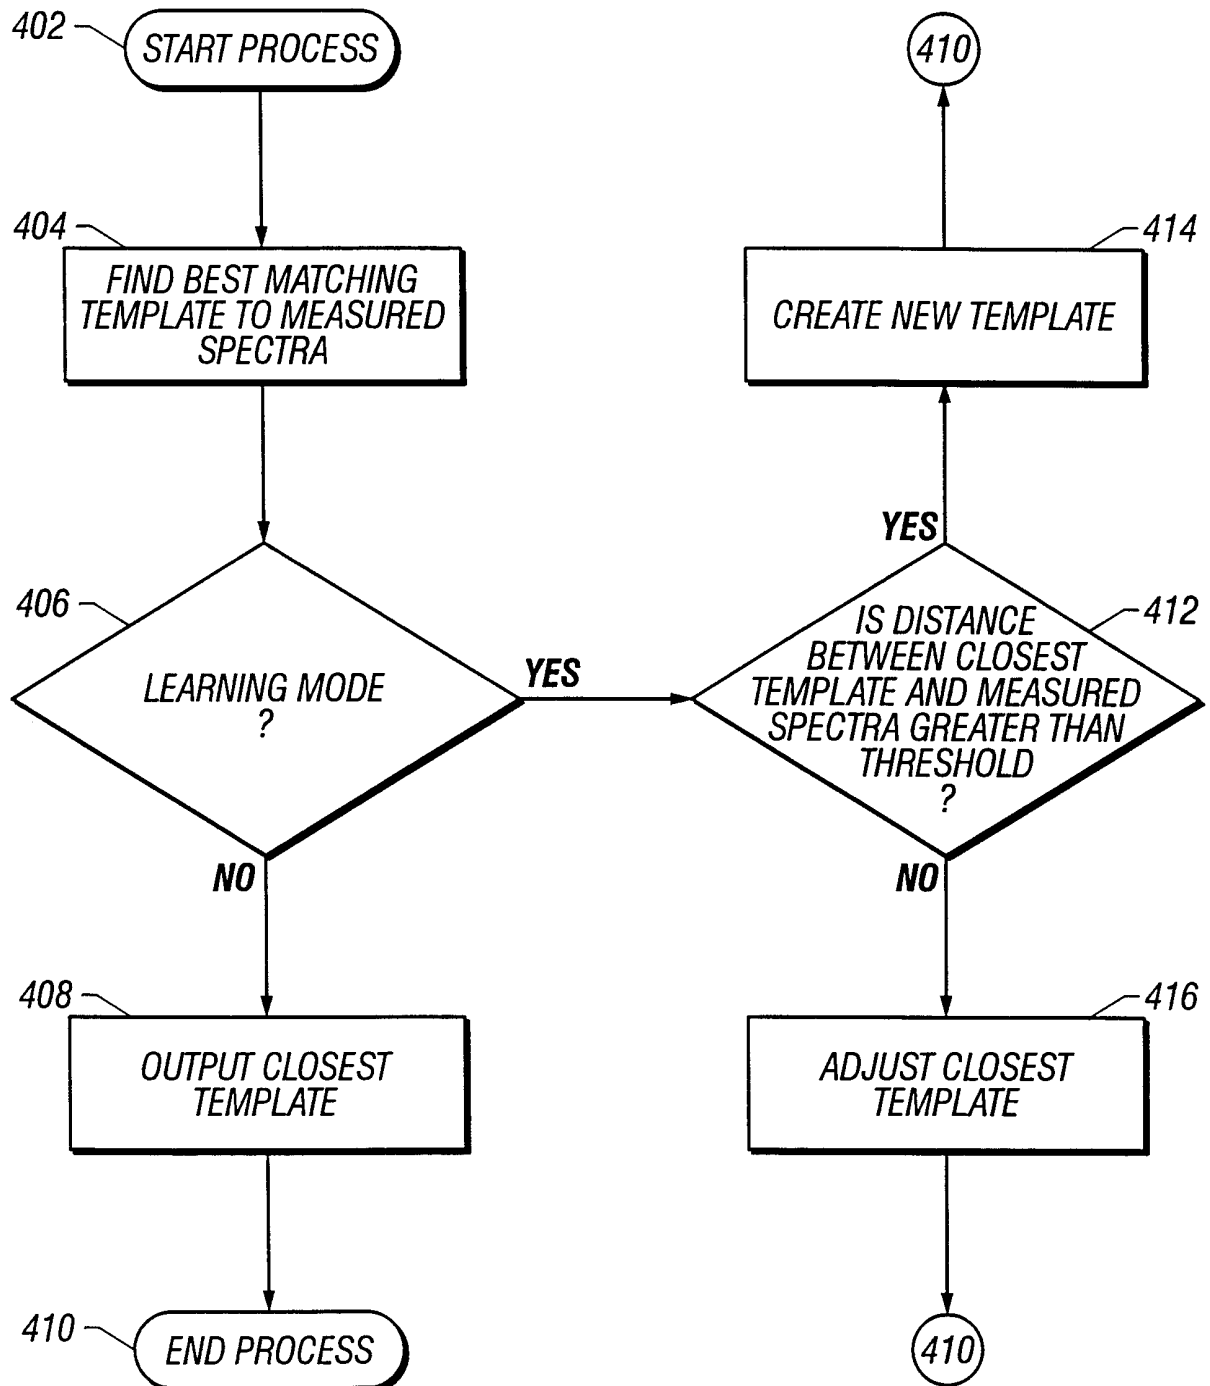 402
START PROCESS
404
FIND BEST MATCHING
TEMPLATE TO MEASURED
SPECTRA
406
LEARNING MODE
?
YES
NO
408
OUTPUT CLOSEST
TEMPLATE
410
END PROCESS
410
414
CREATE NEW TEMPLATE
YES
412
IS DISTANCE
BETWEEN CLOSEST
TEMPLATE AND MEASURED
SPECTRA GREATER THAN
THRESHOLD
?
NO
416
ADJUST CLOSEST
TEMPLATE
410